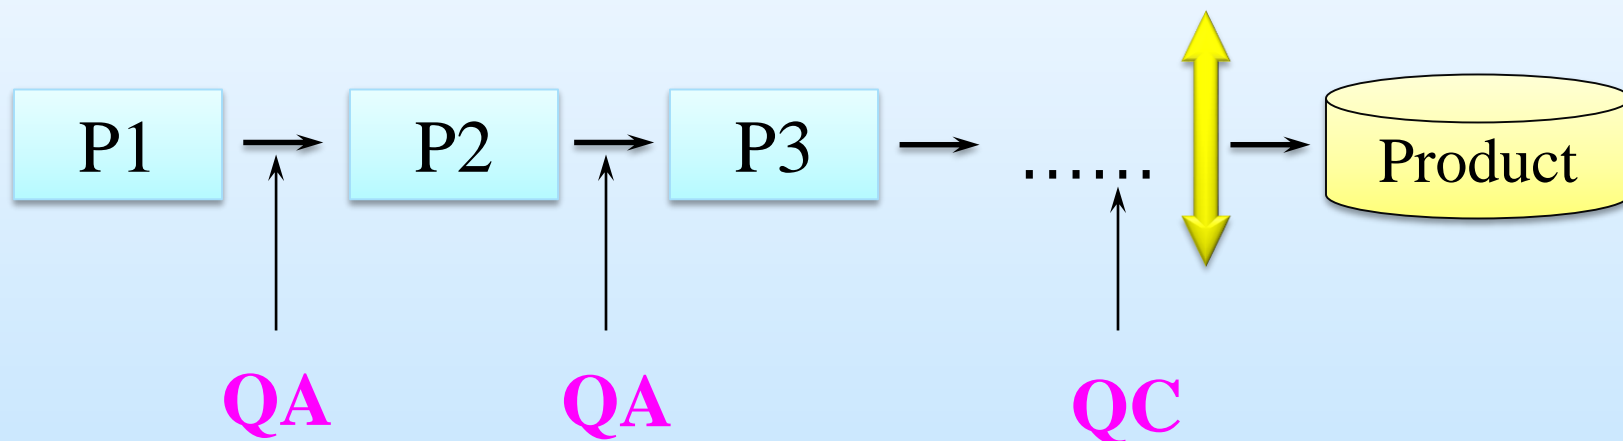 P1
P2
P3
......
Product
QA
QA
QC